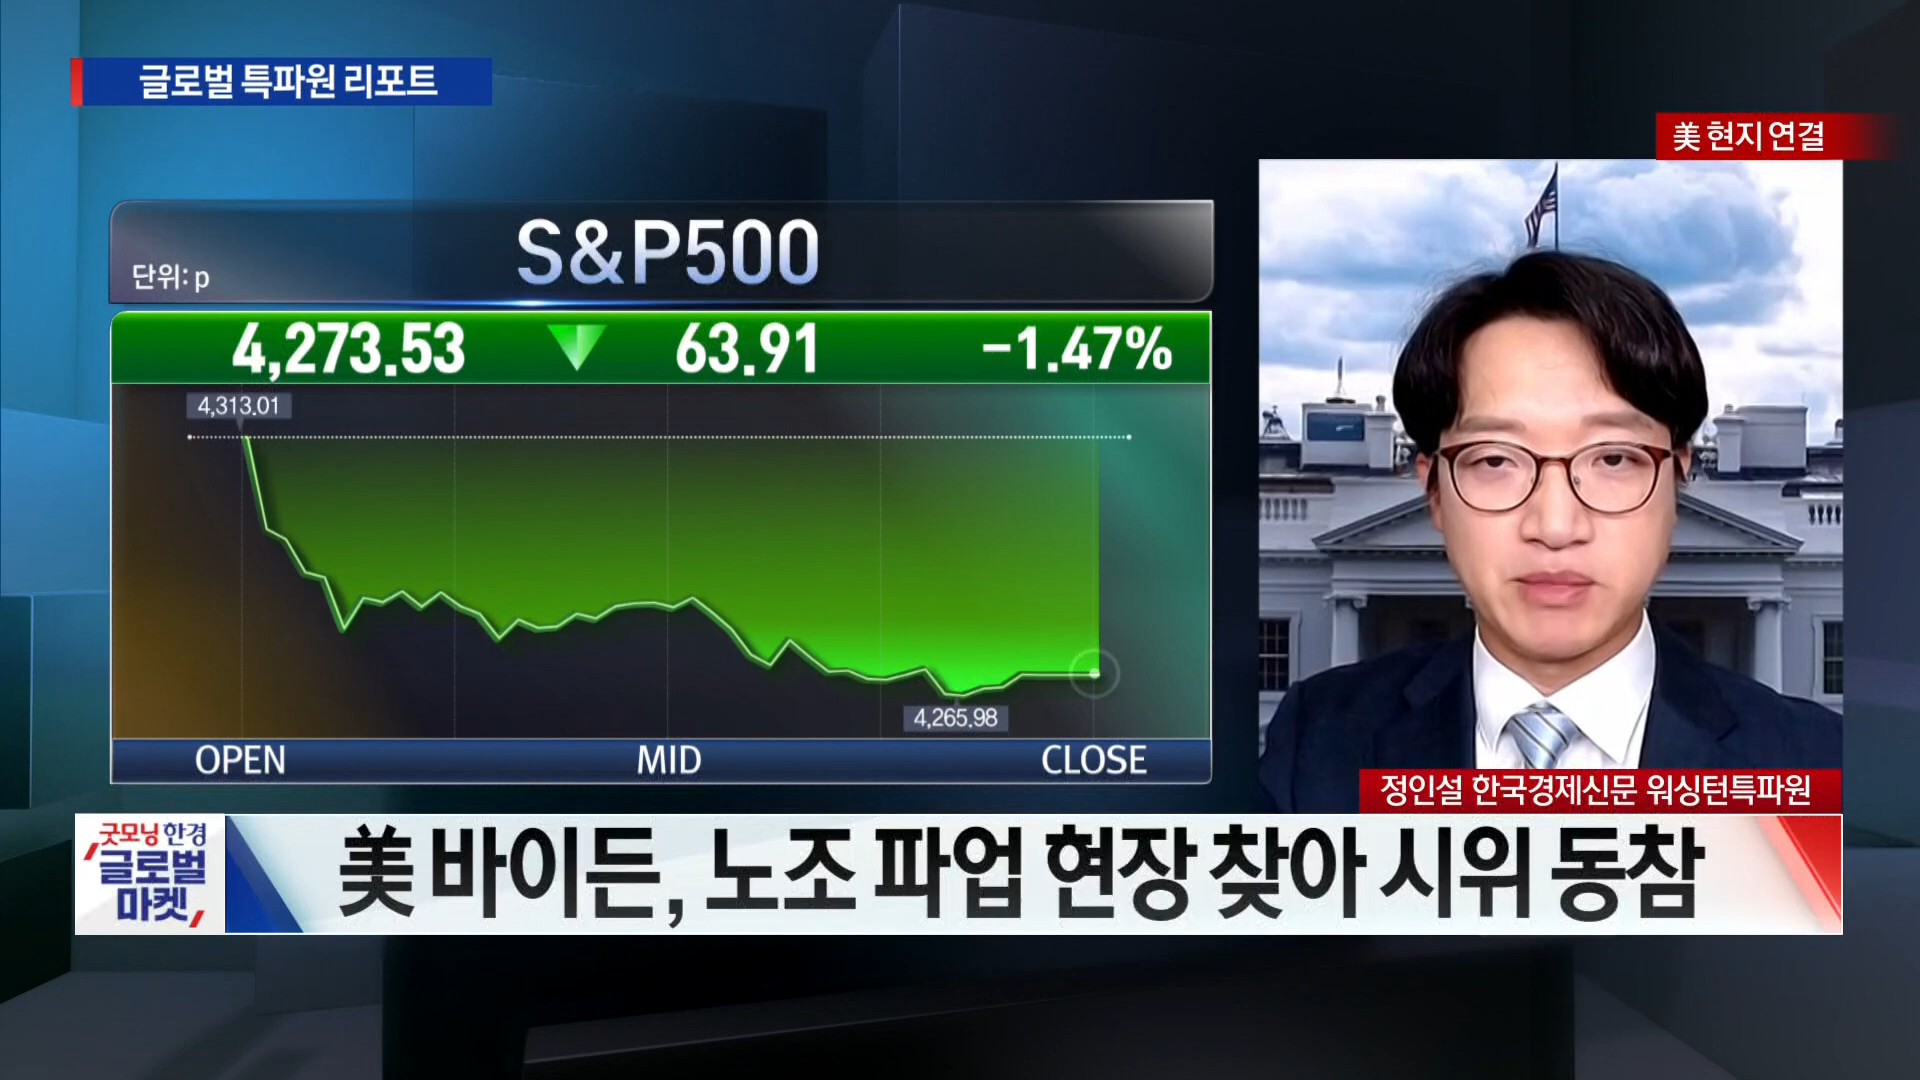 글로벌 특파원 리포트
美 현지 연결
S&P500
단위: p
4,273.53 ▼ 63.91 -1.47%
4,313.01
4,265.98
OPEN MID CLOSE
정인설 한국경제신문 워싱턴특파원
굿모닝 한경
글로벌
마켓
美 바이든, 노조 파업 현장 찾아 시위 동참